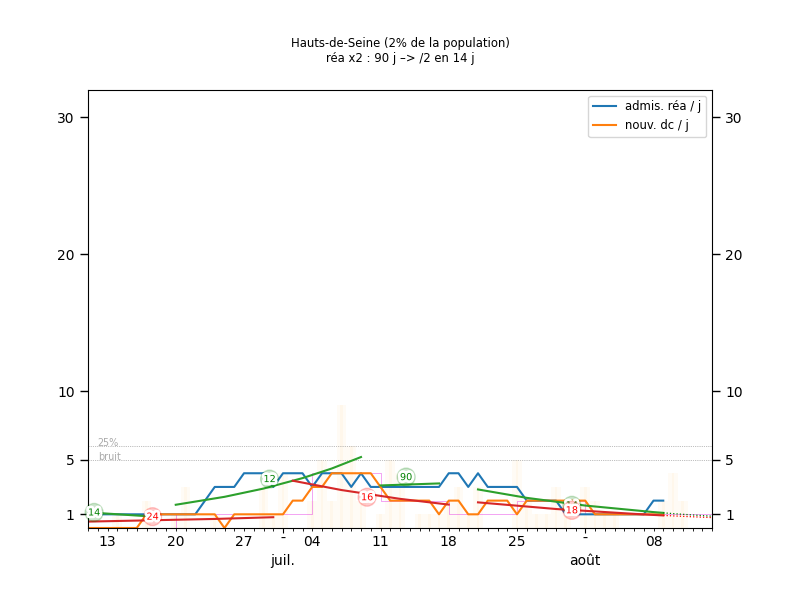 Hauts-de-Seine (2% de la population)
réa x2 : 90 j –> /2 en 14 j
admis. réa / j
nouv. dc / j
30 30
20 20
10 10
25%
bruit
5 5
1 1
14 24 12 16 90 18
13 20 27 - 04 11 18 25 - 08
juil. août